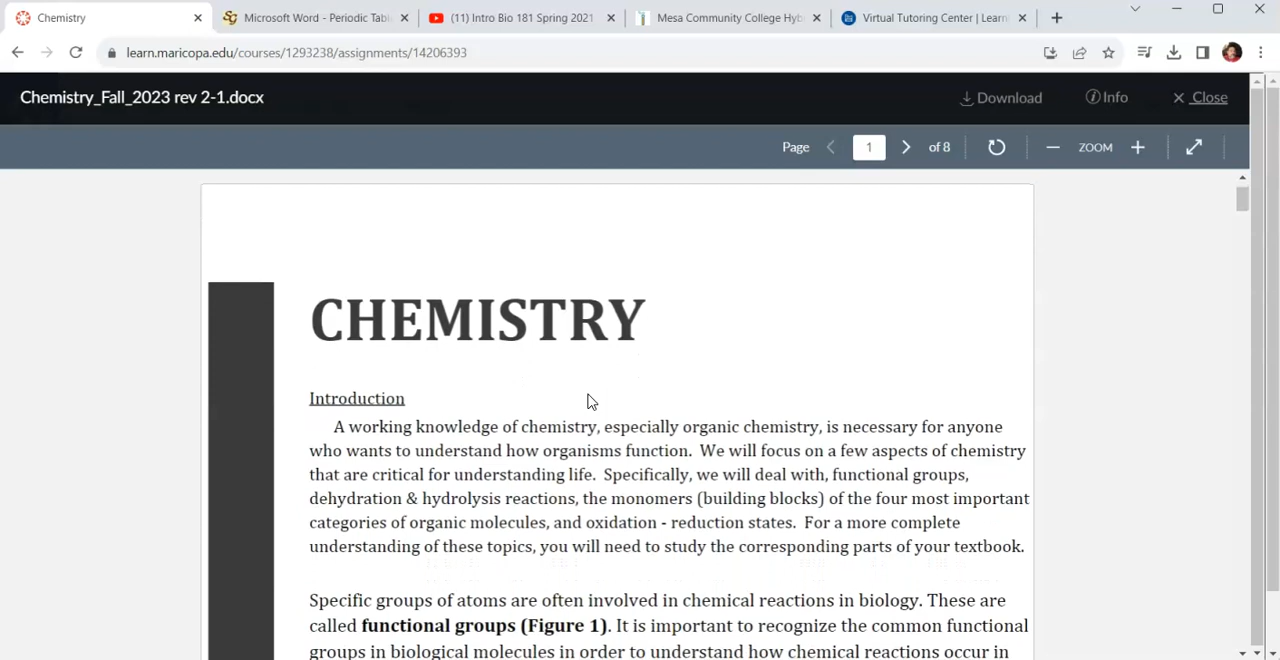 Chemistry
Microsoft Word - Periodic Tabl
(11) Intro Bio 181 Spring 2021
Mesa Community College Hyb
Virtual Tutoring Center | Learn
learn.maricopa.edu/courses/1293238/assignments/14206393
Chemistry_Fall_2023 rev 2-1.docx
Download
Info
Close
Page 1 of 8 ZOOM
CHEMISTRY
Introduction
A working knowledge of chemistry, especially organic chemistry, is necessary for anyone
who wants to understand how organisms function. We will focus on a few aspects of chemistry
that are critical for understanding life. Specifically, we will deal with, functional groups,
dehydration & hydrolysis reactions, the monomers (building blocks) of the four most important
categories of organic molecules, and oxidation - reduction states. For a more complete
understanding of these topics, you will need to study the corresponding parts of your textbook.
Specific groups of atoms are often involved in chemical reactions in biology. These are
called functional groups (Figure 1). It is important to recognize the common functional
groups in biological molecules in order to understand how chemical reactions occur in